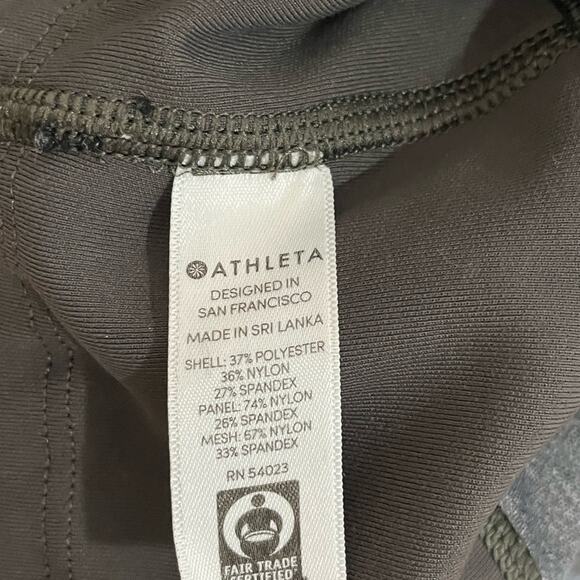 ATHLETA
DESIGNED IN
SAN FRANCISCO
MADE IN SRI LANKA
SHELL: 37% POLYESTER
36% NYLON
27% SPANDEX
PANEL: 74% NYLON
26% SPANDEX
MESH: 67% NYLON
33% SPANDEX
RN 54023
FAIR TRADE
CERTIFIED